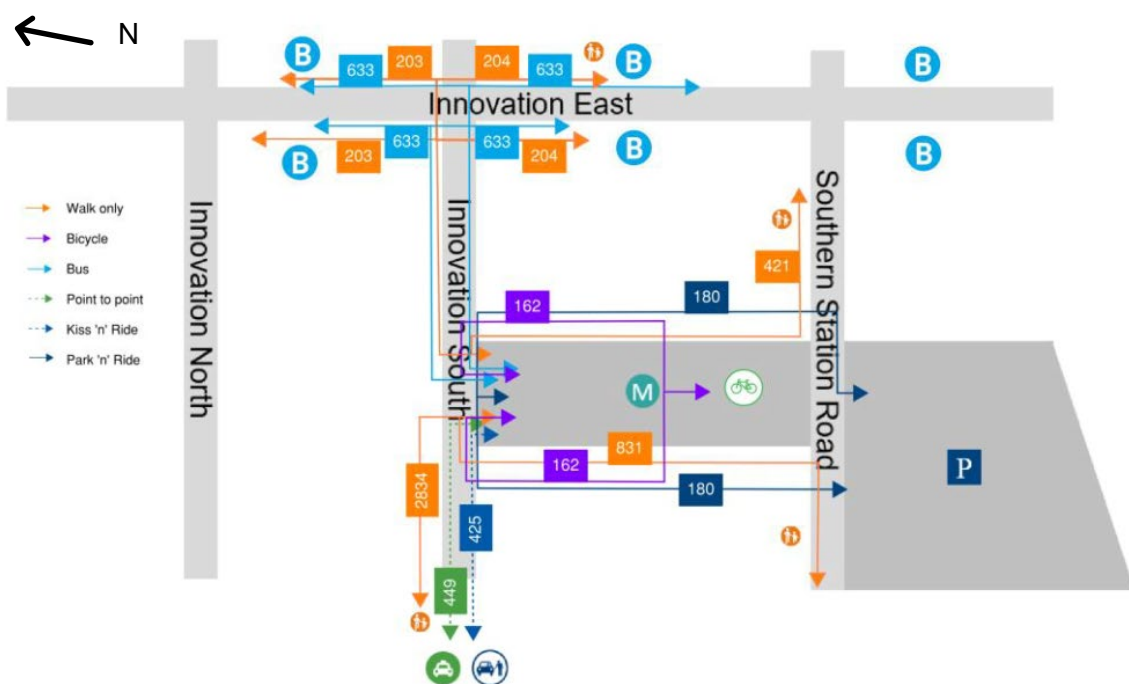 N
B
203
204
B
B
633
633
Innovation East
633
633
B
203
204
B
B
Walk only
Bicycle
Bus
Point to point
Kiss 'n' Ride
Park 'n' Ride
Innovation North
Innovation South
Southern Station Road
421
162
180
M
831
162
180
P
2834
425
449